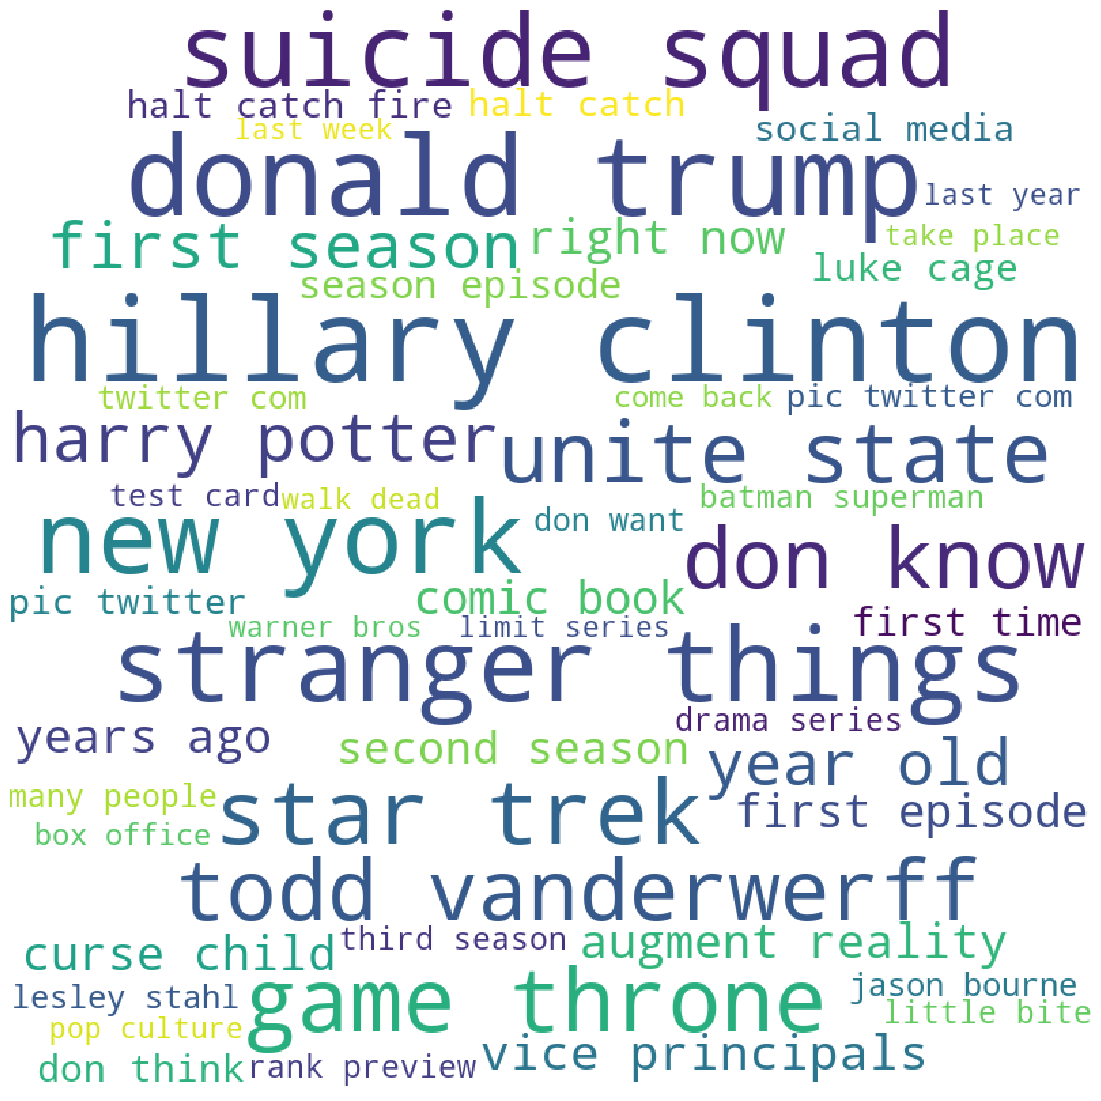 suicide squad
halt catch fire halt catch
last week social media
donald trump last year
first season right now take place
season episode luke cage
hillary clinton
twitter com come back pic twitter com
harry potter unite state
test card walk dead batman superman
new york don want don know
pic twitter comic book first time
warner bros limit series
stranger things
years ago drama series
second season year old
many people star trek first episode
box office
todd vanderwerff
curse child third season augment reality
lesley stahl game throne jason bourne
pop culture little bite
don think rank preview vice principals